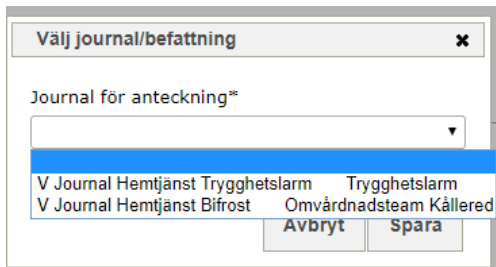 Välj journal/befattning ✖
Journal för anteckning*
V Journal Hemtjänst Trygghetslarm Trygghetslarm
V Journal Hemtjänst Bifrost Omvårdnadsteam Kållered
Avbryt Spara